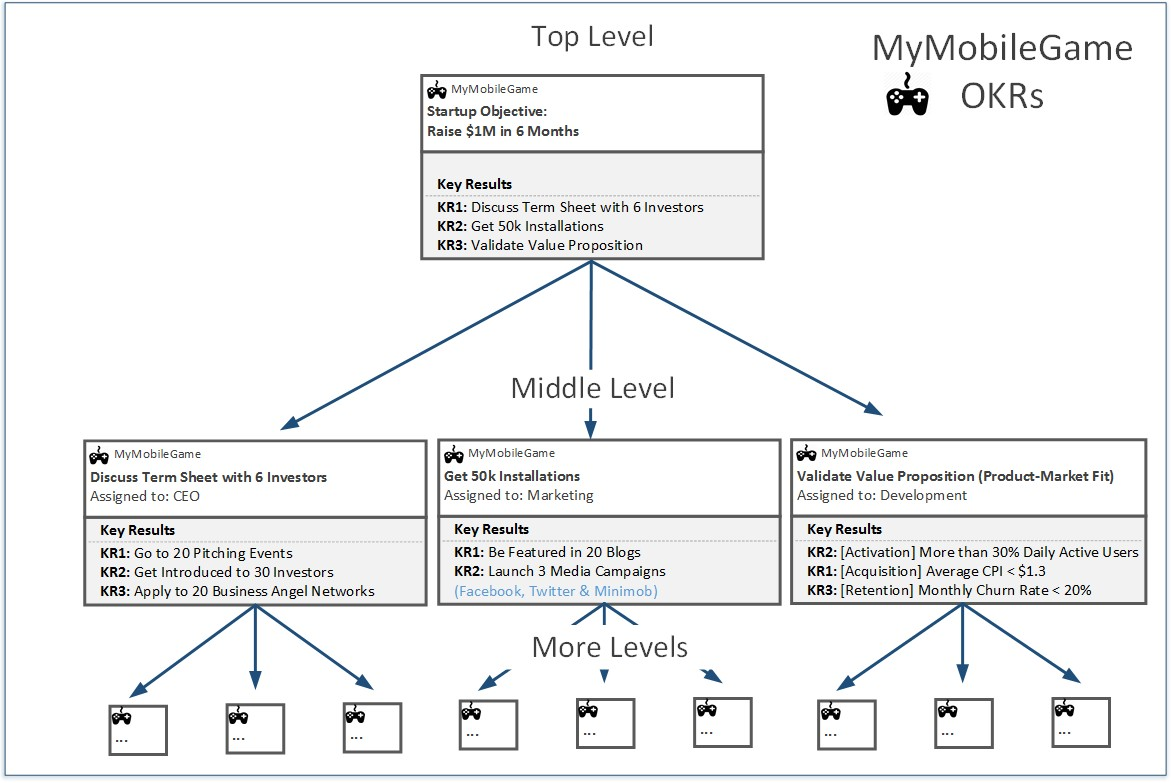 Top Level
MyMobileGame
OKRs
MyMobileGame
Startup Objective:
Raise $1M in 6 Months
Key Results
KR1: Discuss Term Sheet with 6 Investors
KR2: Get 50k Installations
KR3: Validate Value Proposition
Middle Level
MyMobileGame
Discuss Term Sheet with 6 Investors
Assigned to: CEO
Key Results
KR1: Go to 20 Pitching Events
KR2: Get Introduced to 30 Investors
KR3: Apply to 20 Business Angel Networks
MyMobileGame
Get 50k Installations
Assigned to: Marketing
Key Results
KR1: Be Featured in 20 Blogs
KR2: Launch 3 Media Campaigns
(Facebook, Twitter & Minimob)
MyMobileGame
Validate Value Proposition (Product-Market Fit)
Assigned to: Development
Key Results
KR2: [Activation] More than 30% Daily Active Users
KR1: [Acquisition] Average CPI < $1.3
KR3: [Retention] Monthly Churn Rate < 20%
More Levels
...
...
...
...
...
...
...
...
...